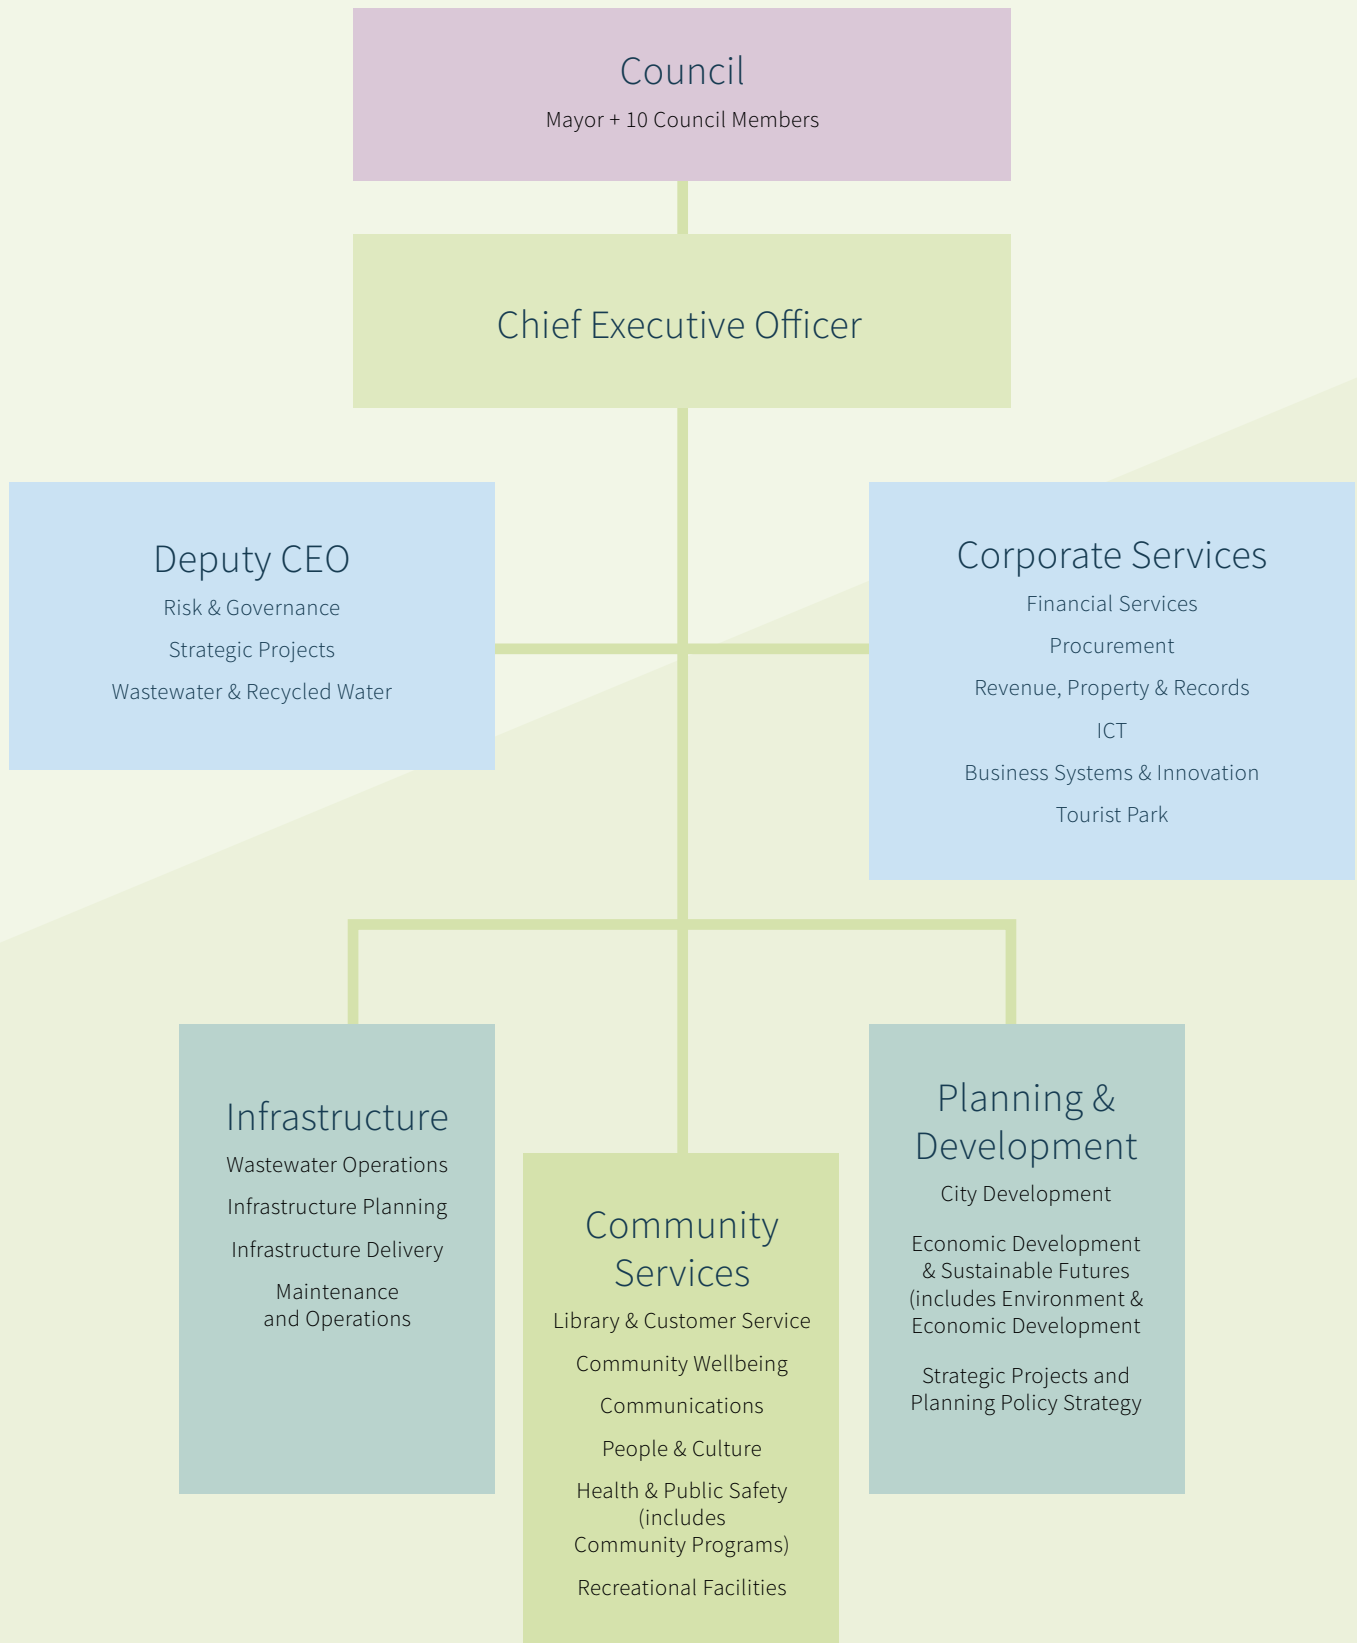 Council
Mayor + 10 Council Members
Chief Executive Officer
Deputy CEO
Risk & Governance
Strategic Projects
Wastewater & Recycled Water
Corporate Services
Financial Services
Procurement
Revenue, Property & Records
ICT
Business Systems & Innovation
Tourist Park
Infrastructure
Wastewater Operations
Infrastructure Planning
Infrastructure Delivery
Maintenance
and Operations
Community
Services
Library & Customer Service
Community Wellbeing
Communications
People & Culture
Health & Public Safety
(includes
Community Programs)
Recreational Facilities
Planning &
Development
City Development
Economic Development
& Sustainable Futures
(includes Environment &
Economic Development
Strategic Projects and
Planning Policy Strategy